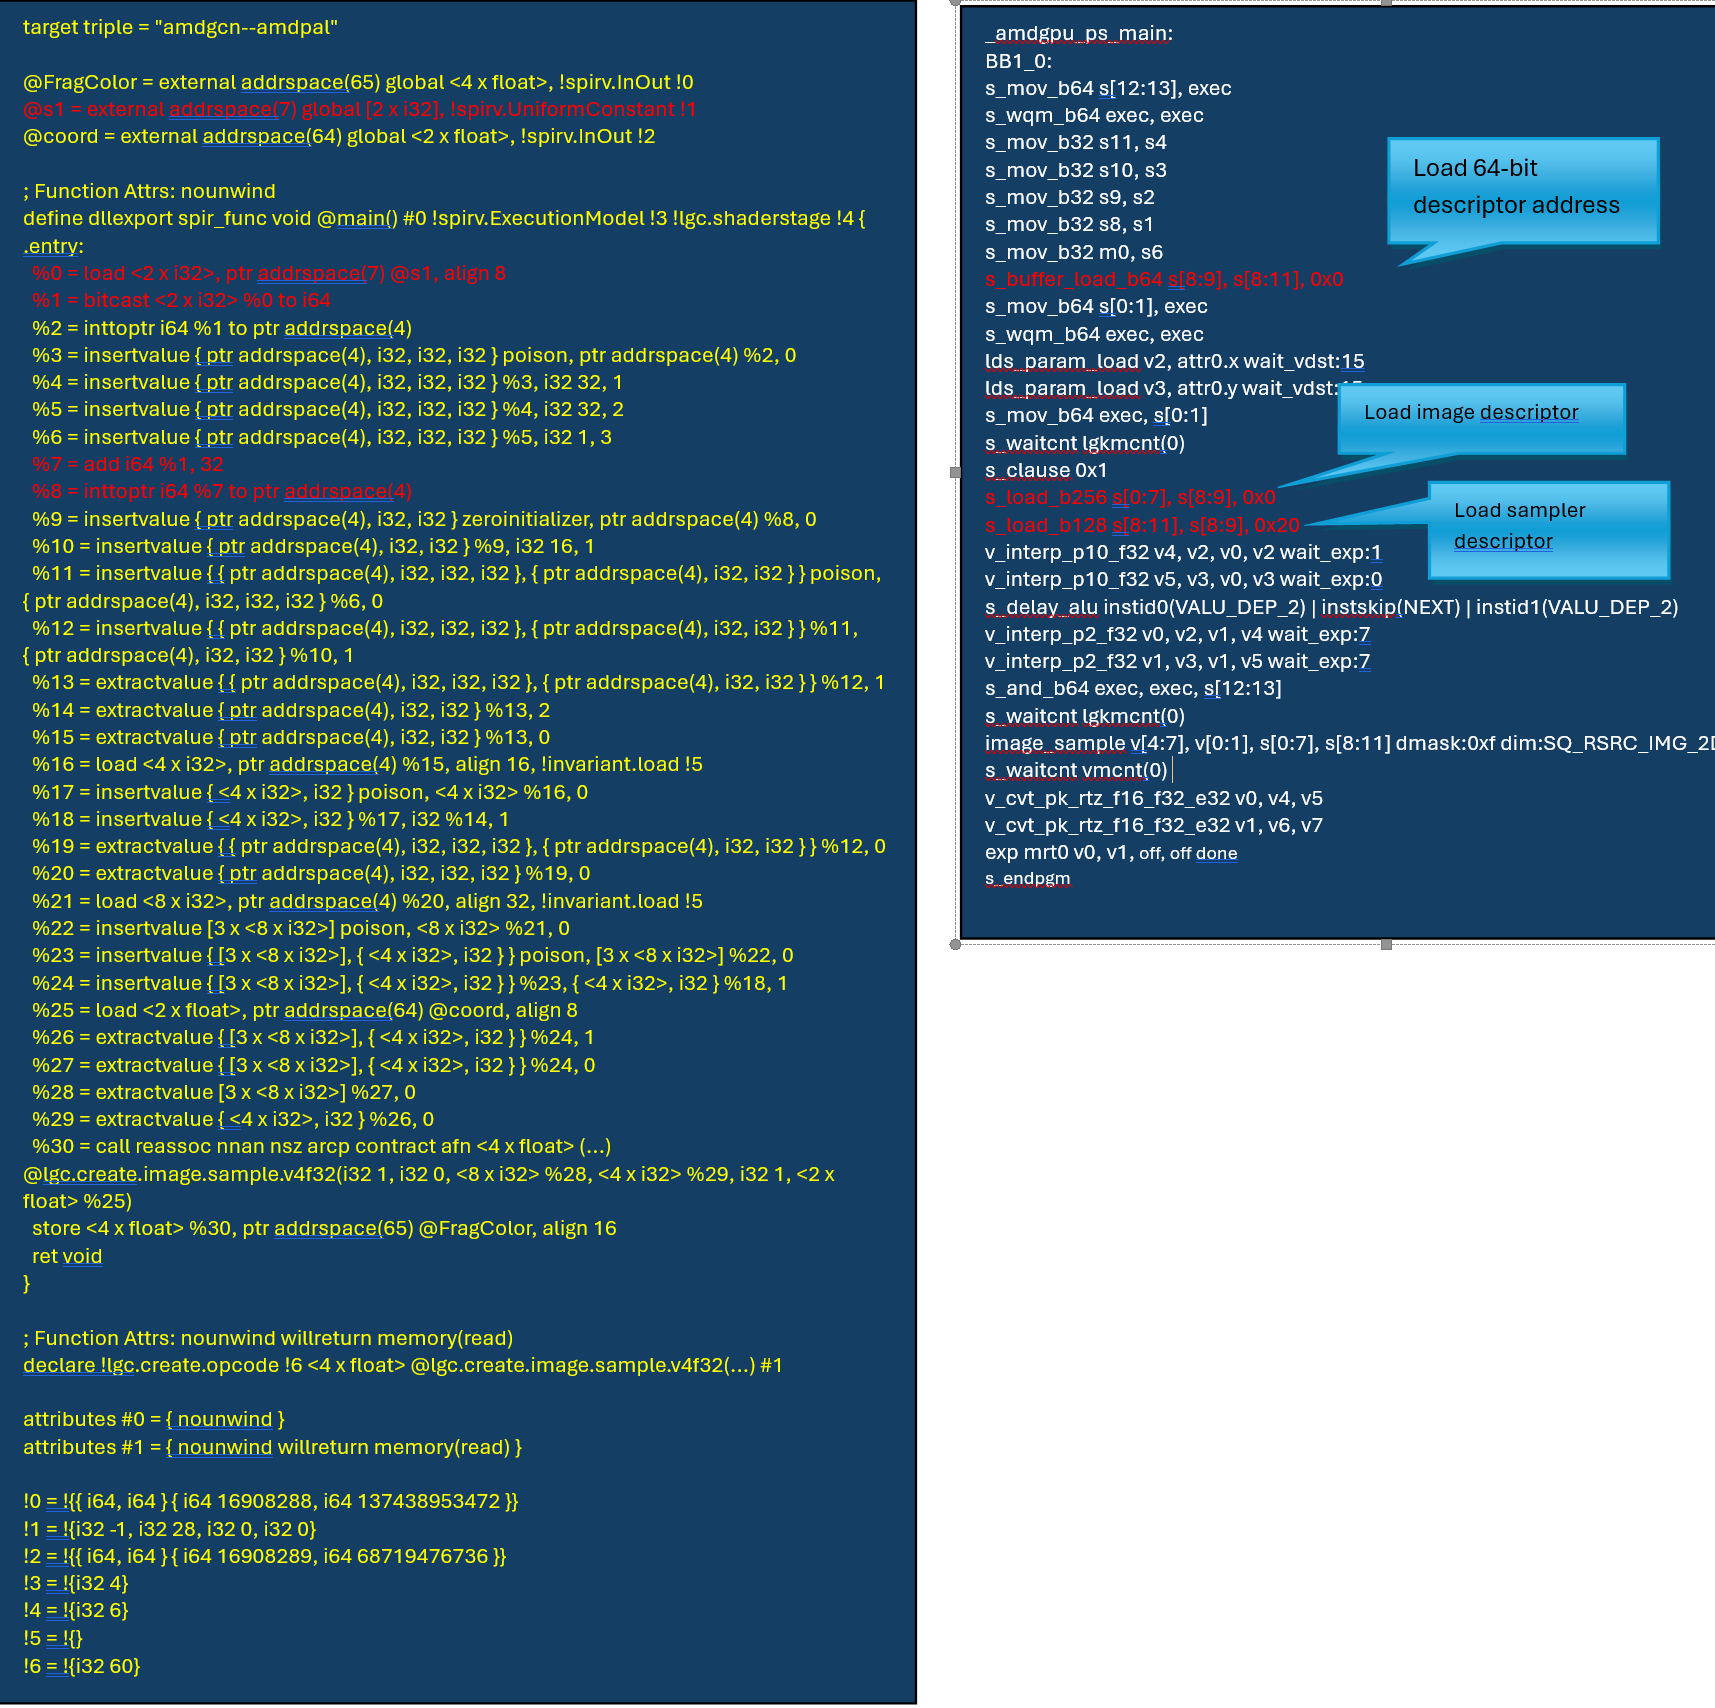 target triple = "amdgcn--amdpal"
@FragColor = external addrspace(65) global <4 x float>, !spirv.InOut !0
@s1 = external addrspace(7) global [2 x i32], !spirv.UniformConstant !1
@coord = external addrspace(64) global <2 x float>, !spirv.InOut !2
; Function Attrs: nounwind
define dllexport spir_func void @main() #0 !spirv.ExecutionModel !3 !lgc.shaderstage !4 {
.entry:
%0 = load <2 x i32>, ptr addrspace(7) @s1, align 8
%1 = bitcast <2 x i32> %0 to i64
%2 = inttoptr i64 %1 to ptr addrspace(4)
%3 = insertvalue { ptr addrspace(4), i32, i32, i32 } poison, ptr addrspace(4) %2, 0
%4 = insertvalue { ptr addrspace(4), i32, i32, i32 } %3, i32 32, 1
%5 = insertvalue { ptr addrspace(4), i32, i32, i32 } %4, i32 32, 2
%6 = insertvalue { ptr addrspace(4), i32, i32, i32 } %5, i32 1, 3
%7 = add i64 %1, 32
%8 = inttoptr i64 %7 to ptr addrspace(4)
%9 = insertvalue { ptr addrspace(4), i32, i32 } zeroinitializer, ptr addrspace(4) %8, 0
%10 = insertvalue { ptr addrspace(4), i32, i32 } %9, i32 16, 1
%11 = insertvalue { { ptr addrspace(4), i32, i32, i32 }, { ptr addrspace(4), i32, i32 } } poison,
{ ptr addrspace(4), i32, i32, i32 } %6, 0
%12 = insertvalue { { ptr addrspace(4), i32, i32, i32 }, { ptr addrspace(4), i32, i32 } } %11,
{ ptr addrspace(4), i32, i32 } %10, 1
%13 = extractvalue { { ptr addrspace(4), i32, i32, i32 }, { ptr addrspace(4), i32, i32 } } %12, 1
%14 = extractvalue { ptr addrspace(4), i32, i32 } %13, 2
%15 = extractvalue { ptr addrspace(4), i32, i32 } %13, 0
%16 = load <4 x i32>, ptr addrspace(4) %15, align 16, !invariant.load !5
%17 = insertvalue { <4 x i32>, i32 } poison, <4 x i32> %16, 0
%18 = insertvalue { <4 x i32>, i32 } %17, i32 %14, 1
%19 = extractvalue { { ptr addrspace(4), i32, i32, i32 }, { ptr addrspace(4), i32, i32 } } %12, 0
%20 = extractvalue { ptr addrspace(4), i32, i32, i32 } %19, 0
%21 = load <8 x i32>, ptr addrspace(4) %20, align 32, !invariant.load !5
%22 = insertvalue [3 x <8 x i32>] poison, <8 x i32> %21, 0
%23 = insertvalue { [3 x <8 x i32>], { <4 x i32>, i32 } } poison, [3 x <8 x i32>] %22, 0
%24 = insertvalue { [3 x <8 x i32>], { <4 x i32>, i32 } } %23, { <4 x i32>, i32 } %18, 1
%25 = load <2 x float>, ptr addrspace(64) @coord, align 8
%26 = extractvalue { [3 x <8 x i32>], { <4 x i32>, i32 } } %24, 1
%27 = extractvalue { [3 x <8 x i32>], { <4 x i32>, i32 } } %24, 0
%28 = extractvalue [3 x <8 x i32>] %27, 0
%29 = extractvalue { <4 x i32>, i32 } %26, 0
%30 = call reassoc nnan nsz arcp contract afn <4 x float> (...)
@lgc.create.image.sample.v4f32(i32 1, i32 0, <8 x i32> %28, <4 x i32> %29, i32 1, <2 x
float> %25)
store <4 x float> %30, ptr addrspace(65) @FragColor, align 16
ret void
}
; Function Attrs: nounwind willreturn memory(read)
declare !lgc.create.opcode !6 <4 x float> @lgc.create.image.sample.v4f32(...) #1
attributes #0 = { nounwind }
attributes #1 = { nounwind willreturn memory(read) }
!0 = !{{ i64, i64 } { i64 16908288, i64 137438953472 }}
!1 = !{i32 -1, i32 28, i32 0, i32 0}
!2 = !{{ i64, i64 } { i64 16908289, i64 68719476736 }}
!3 = !{i32 4}
!4 = !{i32 6}
!5 = !{}
!6 = !{i32 60}
_amdgpu_ps_main:
BB1_0:
s_mov_b64 s[12:13], exec
s_wqm_b64 exec, exec
s_mov_b32 s11, s4
s_mov_b32 s10, s3
s_mov_b32 s9, s2
s_mov_b32 s8, s1
s_mov_b32 m0, s6
s_buffer_load_b64 s[8:9], s[8:11], 0x0
s_mov_b64 s[0:1], exec
s_wqm_b64 exec, exec
lds_param_load v2, attr0.x wait_vdst:15
lds_param_load v3, attr0.y wait_vdst:15
s_mov_b64 exec, s[0:1]
s_waitcnt lgkmcnt(0)
s_clause 0x1
s_load_b256 s[0:7], s[8:9], 0x0
s_load_b128 s[8:11], s[8:9], 0x20
v_interp_p10_f32 v4, v2, v0, v2 wait_exp:1
v_interp_p10_f32 v5, v3, v0, v3 wait_exp:0
s_delay_alu instid0(VALU_DEP_2) | instskip(NEXT) | instid1(VALU_DEP_2)
v_interp_p2_f32 v0, v2, v1, v4 wait_exp:7
v_interp_p2_f32 v1, v3, v1, v5 wait_exp:7
s_and_b64 exec, exec, s[12:13]
s_waitcnt lgkmcnt(0)
image_sample v[4:7], v[0:1], s[0:7], s[8:11] dmask:0xf dim:SQ_RSRC_IMG_2D
s_waitcnt vmcnt(0)
v_cvt_pk_rtz_f16_f32_e32 v0, v4, v5
v_cvt_pk_rtz_f16_f32_e32 v1, v6, v7
exp mrt0 v0, v1, off, off done
s_endpgm
Load 64-bit
descriptor address
Load image descriptor
Load sampler
descriptor